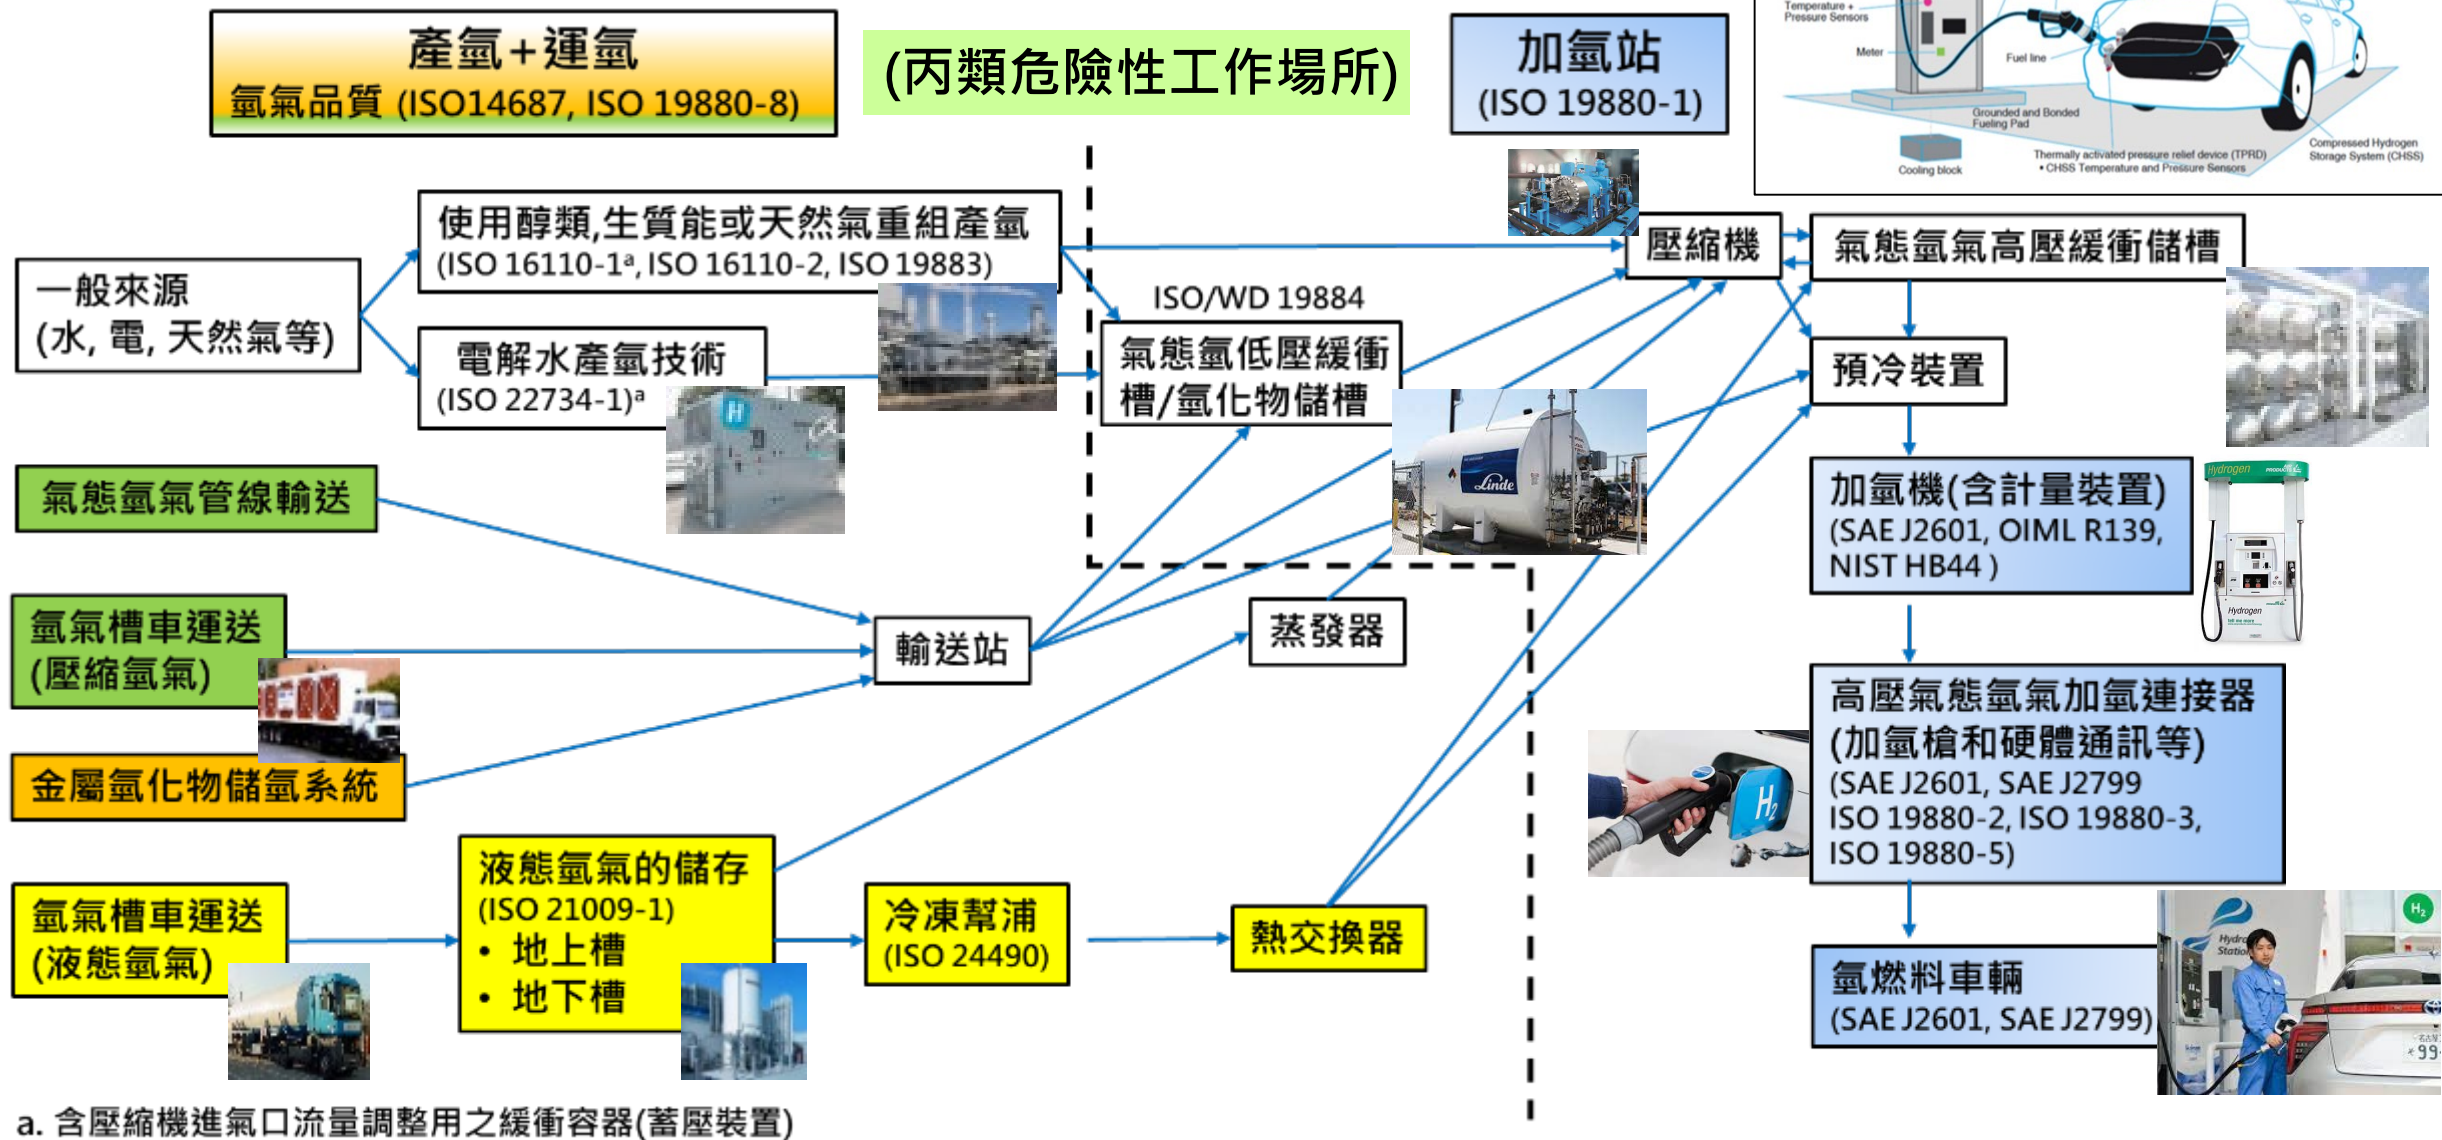 產氫+運氫
氫氣品質 (ISO14687, ISO 19880-8)
(丙類危險性工作場所)
加氫站
(ISO 19880-1)
Temperature +
Pressure Sensors
Meter
Fuel line
Grounded and Bonded
Fueling Pad
Cooling block
Thermally activated pressure relief device (TPRD)
• CHSS Temperature and Pressure Sensors
Compressed Hydrogen
Storage System (CHSS)
一般來源
(水, 電, 天然氣等)
使用醇類,生質能或天然氣重組產氫
(ISO 16110-1ª, ISO 16110-2, ISO 19883)
電解水產氫技術
(ISO 22734-1)ª
H
ISO/WD 19884
氣態氫低壓緩衝
槽/氫化物儲槽
壓縮機
氣態氫氣高壓緩衝儲槽
預冷裝置
Linde
氣態氫氣管線輸送
氫氣槽車運送
(壓縮氫氣)
金屬氫化物儲氫系統
輸送站
蒸發器
氫氣槽車運送
(液態氫氣)
液態氫氣的儲存
(ISO 21009-1)
• 地上槽
• 地下槽
冷凍幫浦
(ISO 24490)
熱交換器
加氫機(含計量裝置)
(SAE J2601, OIML R139,
NIST HB44 )
Hydrogen
Hydrogen
高壓氣態氫氣加氫連接器
(加氫槍和硬體通訊等)
(SAE J2601, SAE J2799
ISO 19880-2, ISO 19880-3,
ISO 19880-5)
H2
氫燃料車輛
(SAE J2601, SAE J2799)
H2
99
a. 含壓縮機進氣口流量調整用之緩衝容器(蓄壓裝置)